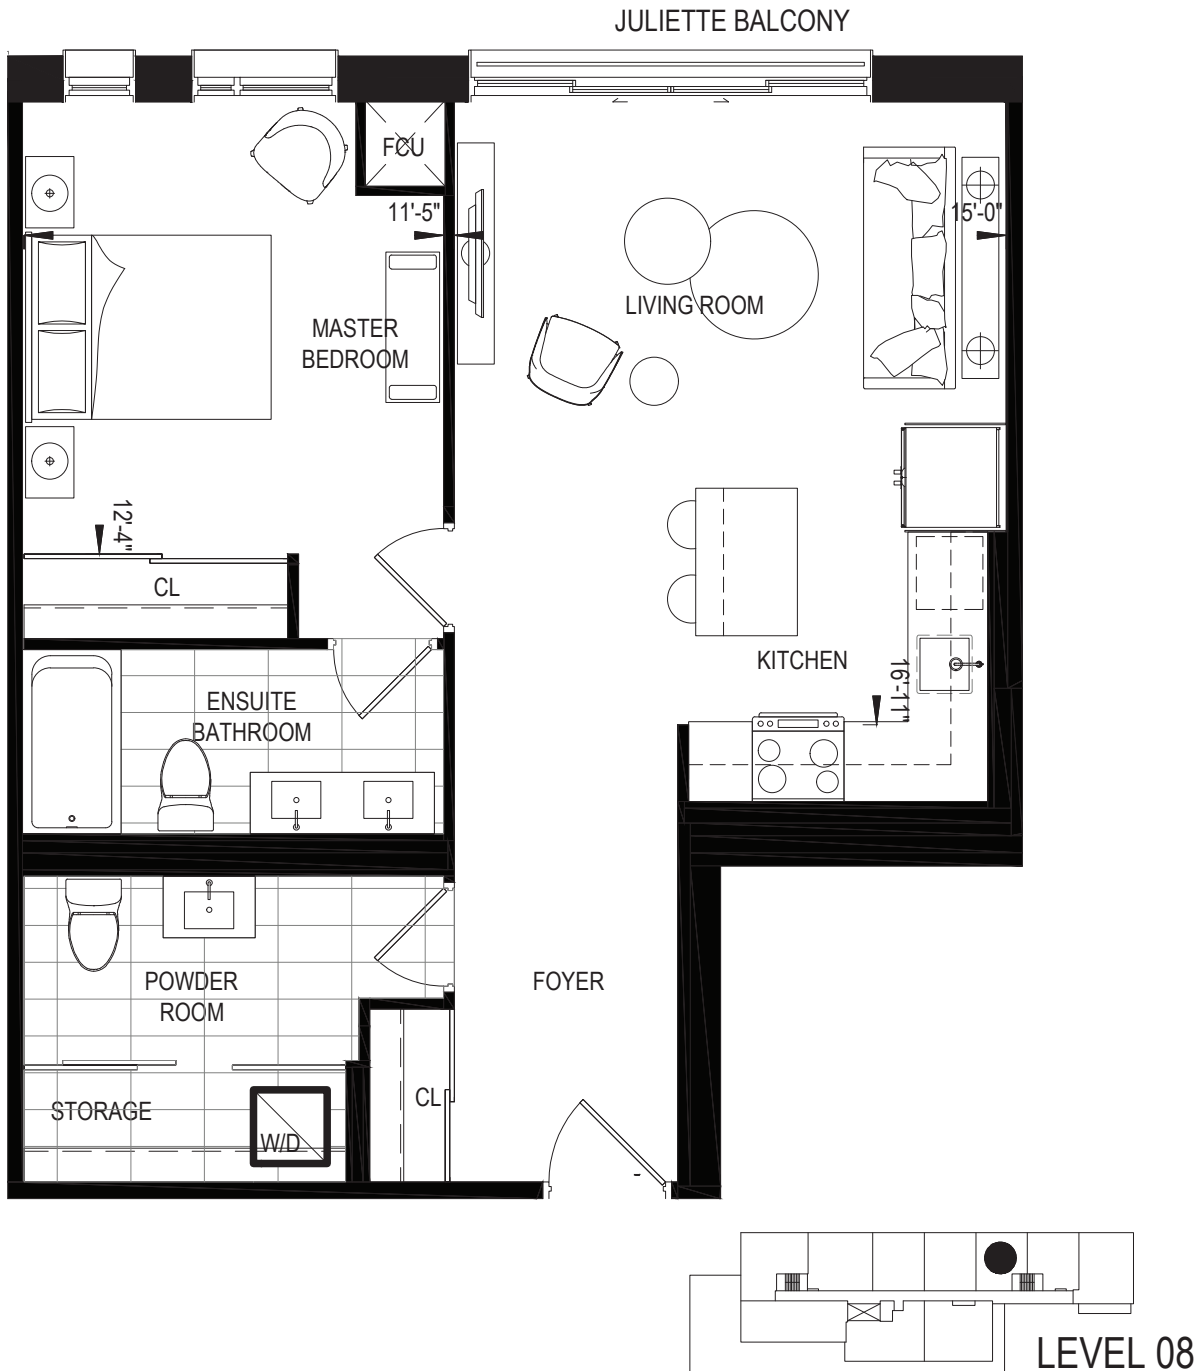 JULIETTE BALCONY
FCU
11'-5"
15'-0"
LIVING ROOM
MASTER
BEDROOM
12'-4"
CL
KITCHEN
16'-11"
ENSUITE
BATHROOM
POWDER
ROOM
FOYER
CL
STORAGE
W/D
LEVEL 08